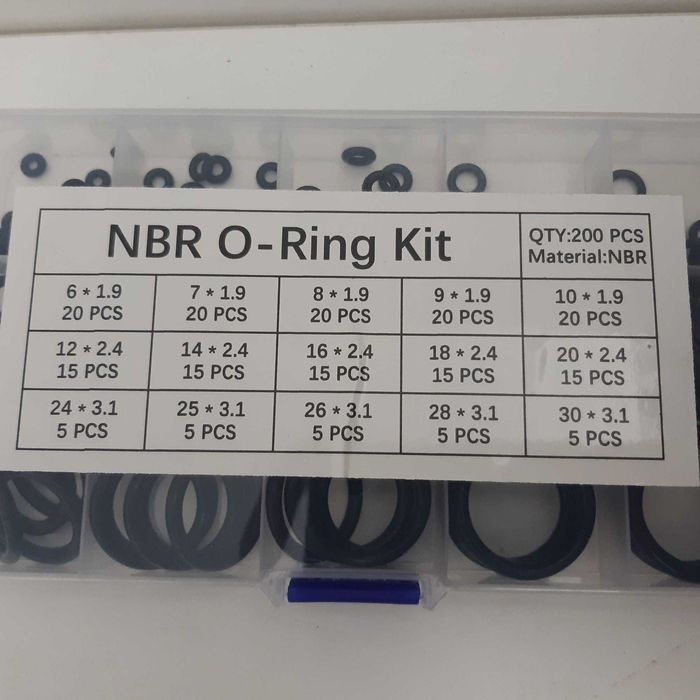 NBR O-Ring Kit
QTY:200 PCS
Material:NBR
6 * 1.9
20 PCS
7 * 1.9
20 PCS
8 * 1.9
20 PCS
9 * 1.9
20 PCS
10 * 1.9
20 PCS
12 * 2.4
15 PCS
14 * 2.4
15 PCS
16 * 2.4
15 PCS
18 * 2.4
15 PCS
20 * 2.4
15 PCS
24 * 3.1
5 PCS
25 * 3.1
5 PCS
26 * 3.1
5 PCS
28 * 3.1
5 PCS
30 * 3.1
5 PCS